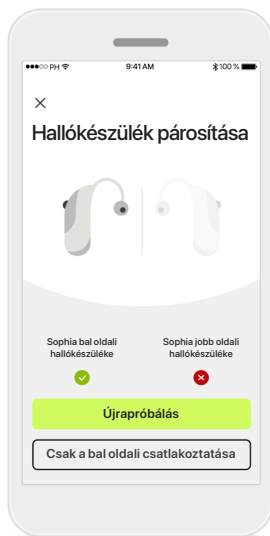 ●●●○○ PH 9:41 AM 100 %
Hallókészülék párosítása
Sophia bal oldali hallókészüléke
Sophia jobb oldali hallókészüléke
Újrapróbálás
Csak a bal oldali csatlakoztatása